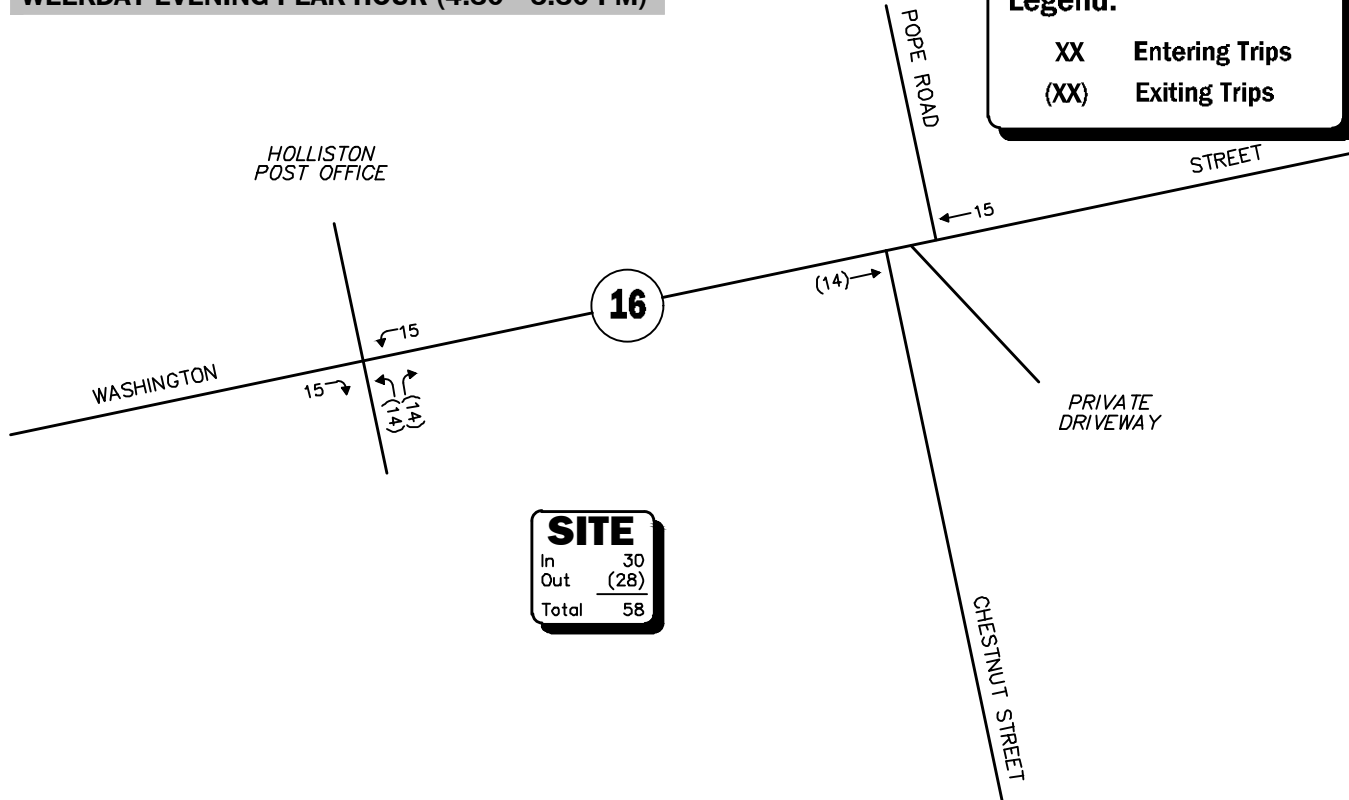 WEEKDAY EVENING PEAK HOUR (4:30 - 5:30 PM)
Legend:
XX Entering Trips
(XX) Exiting Trips
POPE ROAD
HOLLISTON
POST OFFICE
STREET
15
(14)
16
15
WASHINGTON
15
(14)
(14)
PRIVATE
DRIVEWAY
SITE
In 30
Out (28)
Total 58
CHESTNUT STREET